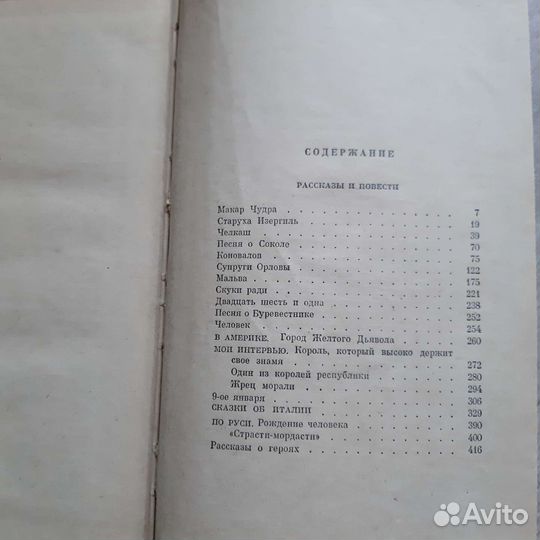 СОДЕРЖАНИЕ
РАССКАЗЫ И ПОВЕСТИ
Макар Чудра . . . . . . . . . . . . . . 7
Старуха Изергиль . . . . . . . . . . . . 19
Челкаш . . . . . . . . . . . . . . . . 39
Песня о Соколе . . . . . . . . . . . . . 70
Коновалов . . . . . . . . . . . . . . . 75
Супруги Орловы . . . . . . . . . . . . . 122
Мальва . . . . . . . . . . . . . . . . 175
Скуки ради . . . . . . . . . . . . . . . 221
Двадцать шесть и одна . . . . . . . . . . 238
Песня о Буревестнике . . . . . . . . . . . 252
Человек . . . . . . . . . . . . . . . . 254
В АМЕРИКЕ. Город Желтого Дьявола . . . . . 260
МОИ ИНТЕРВЬЮ. Король, который высоко держит
свое знамя . . . . . . . . . . . . . 272
Один из королей республики . . . . . . . 280
Жрец морали . . . . . . . . . . . . . 294
9-ое января . . . . . . . . . . . . . . 306
СКАЗКИ ОБ ИТАЛИИ . . . . . . . . . . . . 329
ПО РУСИ. Рождение человека . . . . . . . . 390
«Страсти-мордасти» . . . . . . . . . . 400
Рассказы о героях . . . . . . . . . . . . 416
Avito